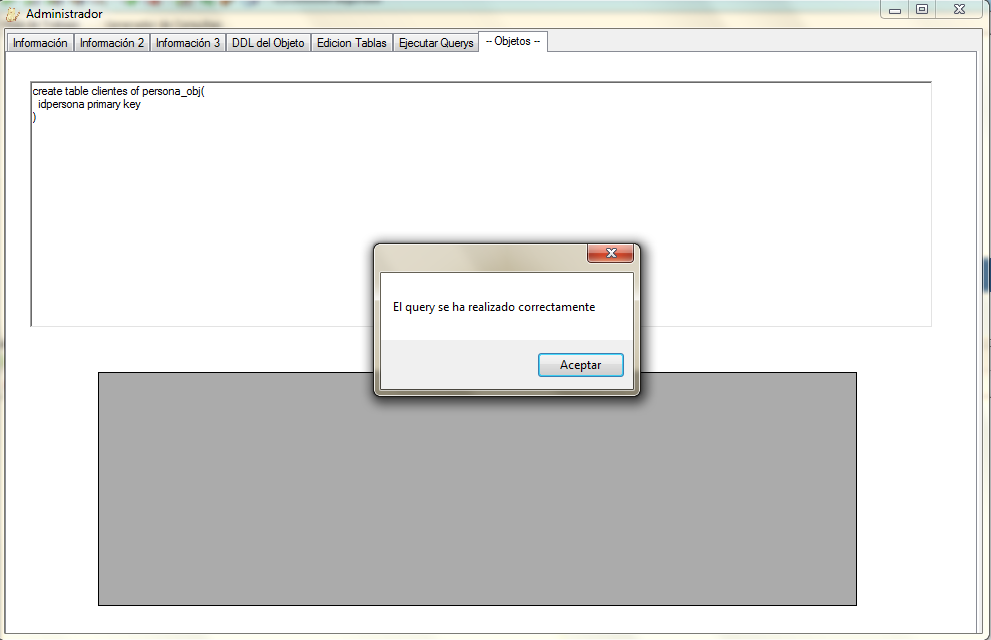 Administrador
Información
Información 2
Información 3
DDL del Objeto
Edicion Tablas
Ejecutar Querys
-- Objetos --
create table clientes of persona_obj(
idpersona primary key
)
El query se ha realizado correctamente
Aceptar